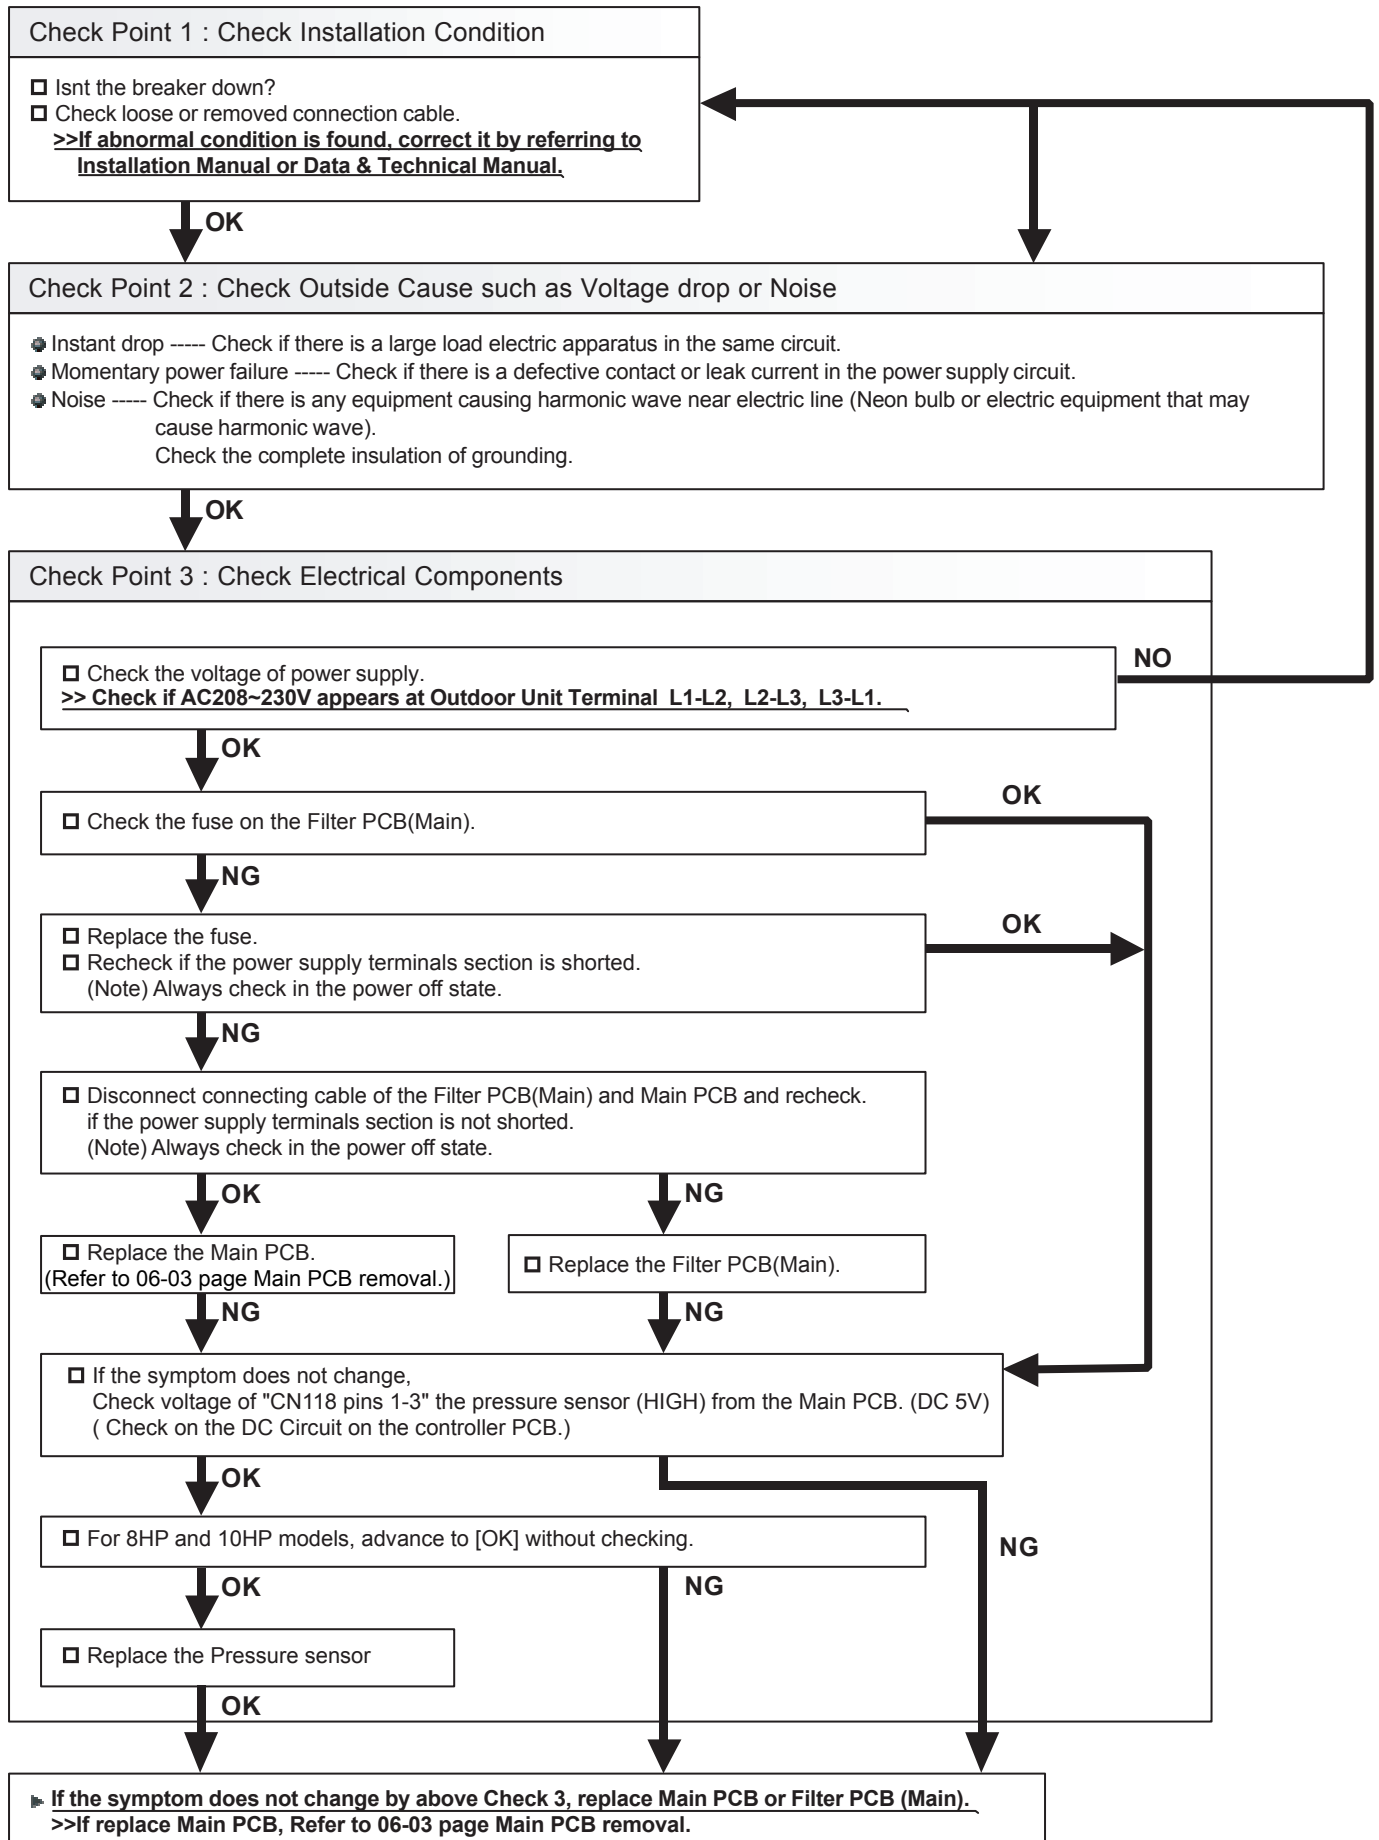 Check Point 1 : Check Installation Condition
Isnt the breaker down?
Check loose or removed connection cable.
>>If abnormal condition is found, correct it by referring to
Installation Manual or Data & Technical Manual.
OK
Check Point 2 : Check Outside Cause such as Voltage drop or Noise
Instant drop ----- Check if there is a large load electric apparatus in the same circuit.
Momentary power failure ----- Check if there is a defective contact or leak current in the power supply circuit.
Noise ----- Check if there is any equipment causing harmonic wave near electric line (Neon bulb or electric equipment that may
cause harmonic wave).
Check the complete insulation of grounding.
OK
Check Point 3 : Check Electrical Components
Check the voltage of power supply.
>> Check if AC208~230V appears at Outdoor Unit Terminal L1-L2, L2-L3, L3-L1.
NO
OK
Check the fuse on the Filter PCB(Main).
OK
NG
Replace the fuse.
Recheck if the power supply terminals section is shorted.
(Note) Always check in the power off state.
OK
NG
Disconnect connecting cable of the Filter PCB(Main) and Main PCB and recheck.
if the power supply terminals section is not shorted.
(Note) Always check in the power off state.
OK
NG
Replace the Main PCB.
(Refer to 06-03 page Main PCB removal.)
Replace the Filter PCB(Main).
NG
NG
If the symptom does not change,
Check voltage of "CN118 pins 1-3" the pressure sensor (HIGH) from the Main PCB. (DC 5V)
( Check on the DC Circuit on the controller PCB.)
OK
NG
For 8HP and 10HP models, advance to [OK] without checking.
OK
NG
Replace the Pressure sensor
OK
If the symptom does not change by above Check 3, replace Main PCB or Filter PCB (Main).
>>If replace Main PCB, Refer to 06-03 page Main PCB removal.